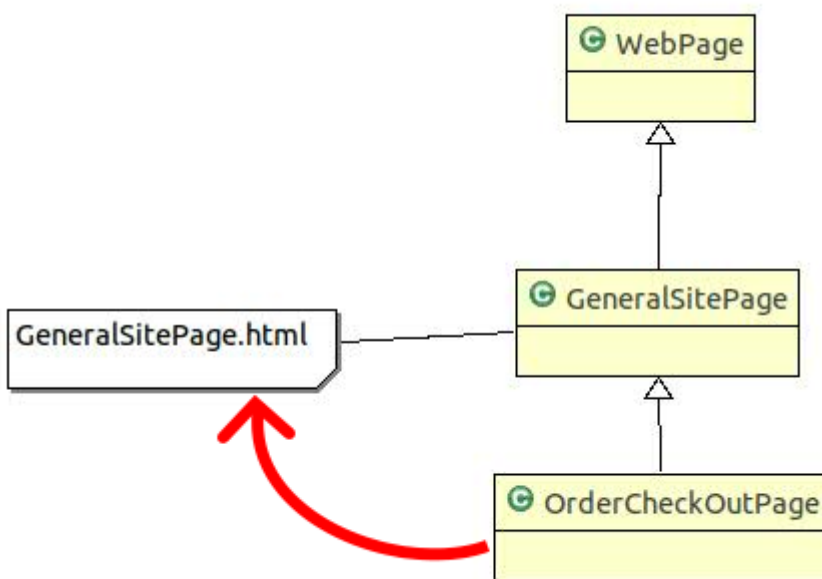 C WebPage
C GeneralSitePage
GeneralSitePage.html
C OrderCheckOutPage